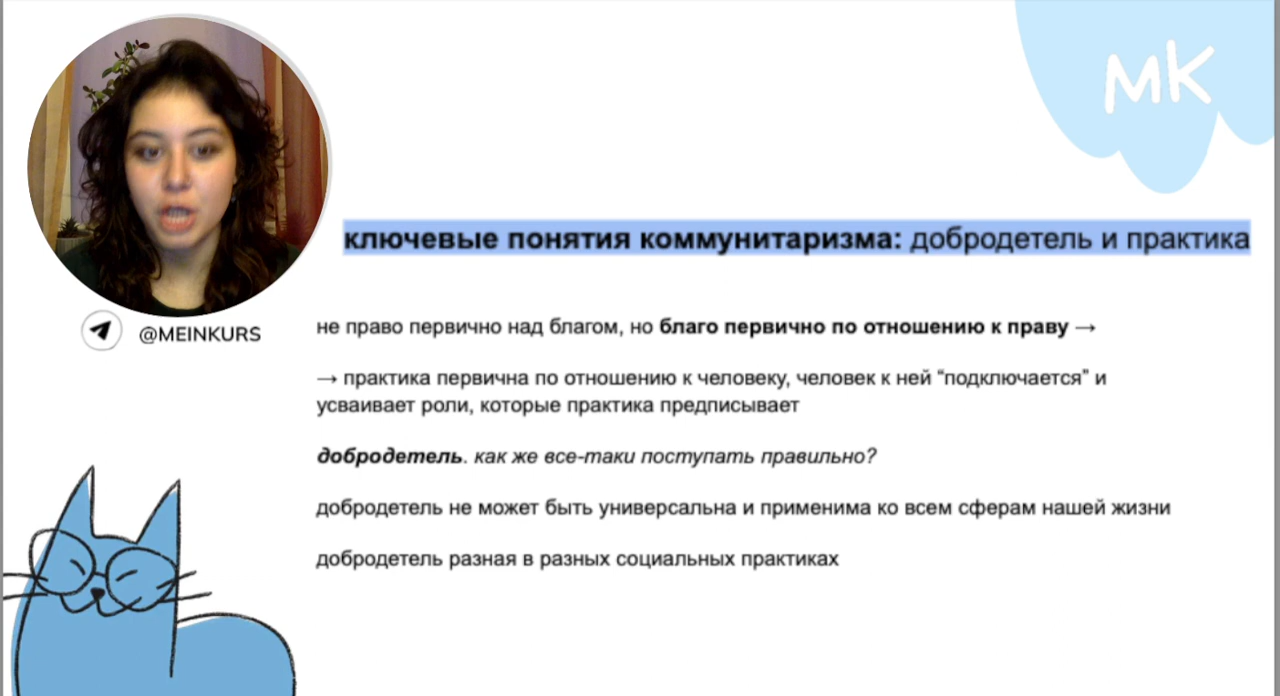 MK
ключевые понятия коммунитаризма: добродетель и практика
@MEINKURS
не право первично над благом, но благо первично по отношению к праву →
→ практика первична по отношению к человеку, человек к ней “подключается” и
усваивает роли, которые практика предписывает
добродетель. как же все-таки поступать правильно?
добродетель не может быть универсальна и применима ко всем сферам нашей жизни
добродетель разная в разных социальных практиках